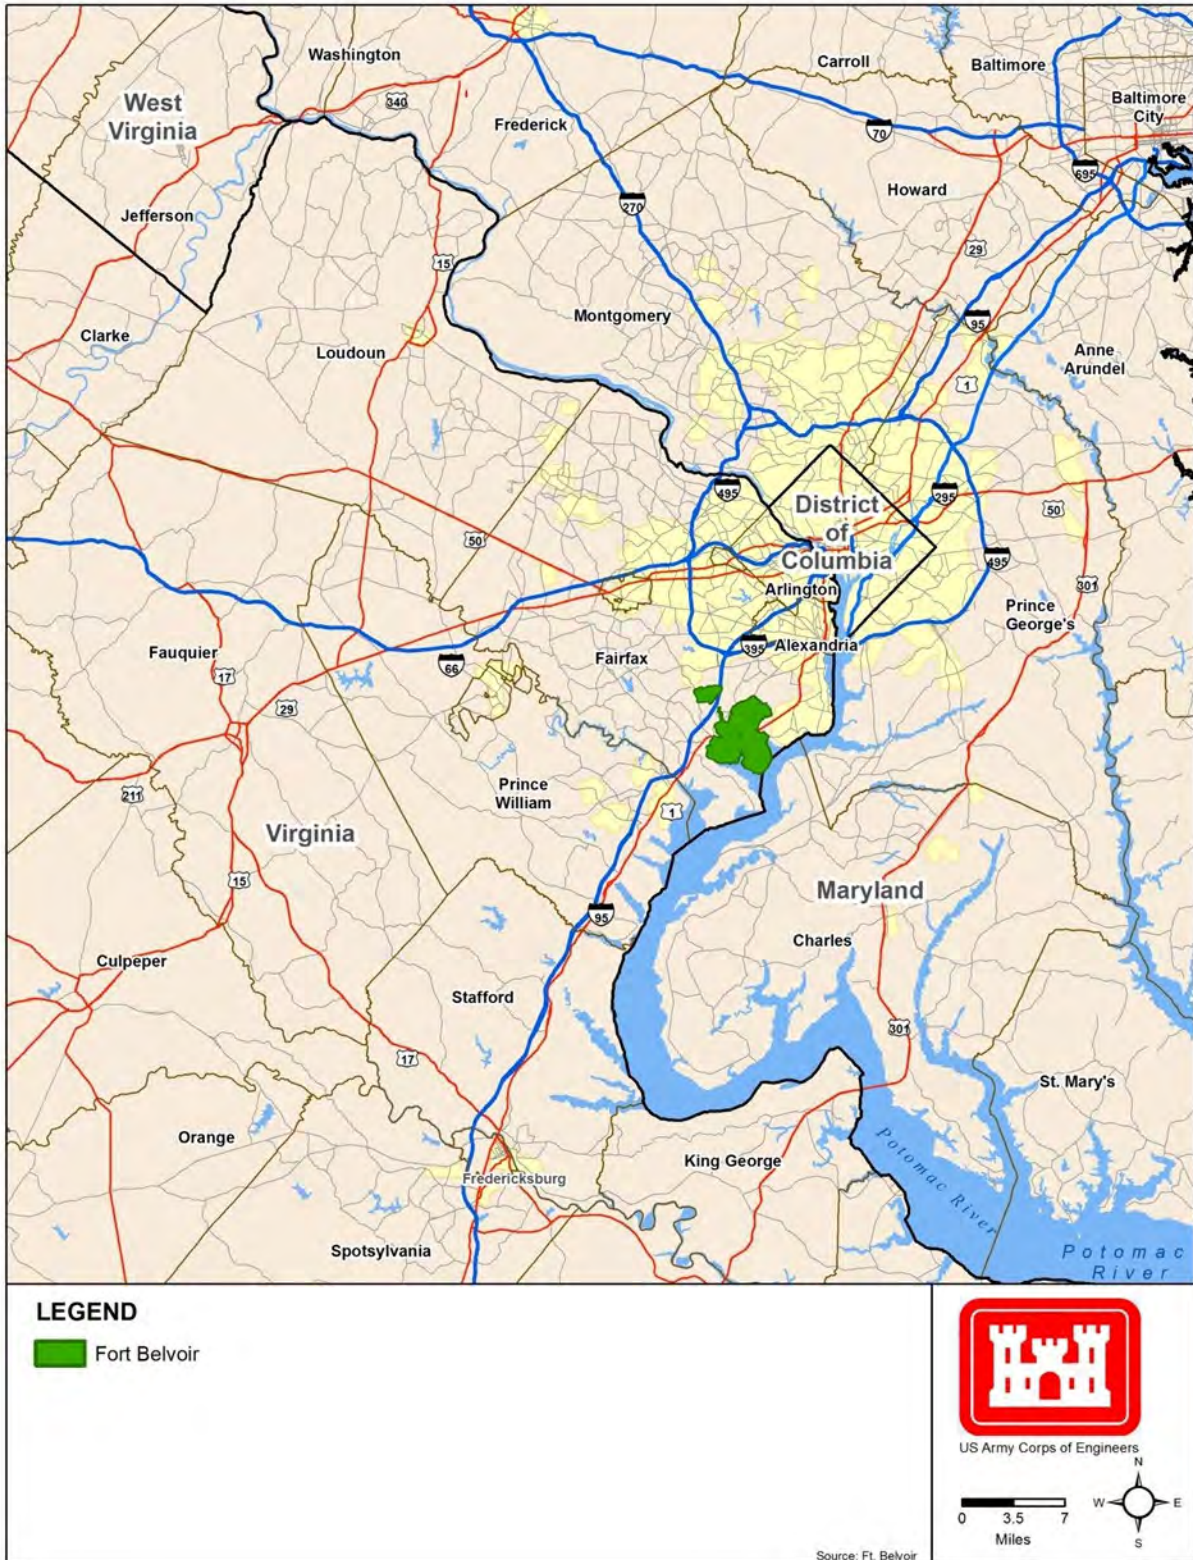 Washington
Carroll
Baltimore
West
Virginia
340
Frederick
Baltimore
City
70
695
Howard
Jefferson
270
29
15
Montgomery
95
Clarke
Loudoun
Anne
Arundel
1
495
295
District
of
Columbia
50
50
495
Arlington
301
Prince
George's
Fauquier
Fairfax
395
Alexandria
66
17
29
Prince
William
211
1
Virginia
15
Maryland
95
Charles
Culpeper
Stafford
301
17
St. Mary's
Orange
King George
Potomac River
Fredericksburg
Spotsylvania
Potomac
River
LEGEND
Fort Belvoir
US Army Corps of Engineers
N
W
E
S
0 3.5 7
Miles
Source: Ft. Belvoir